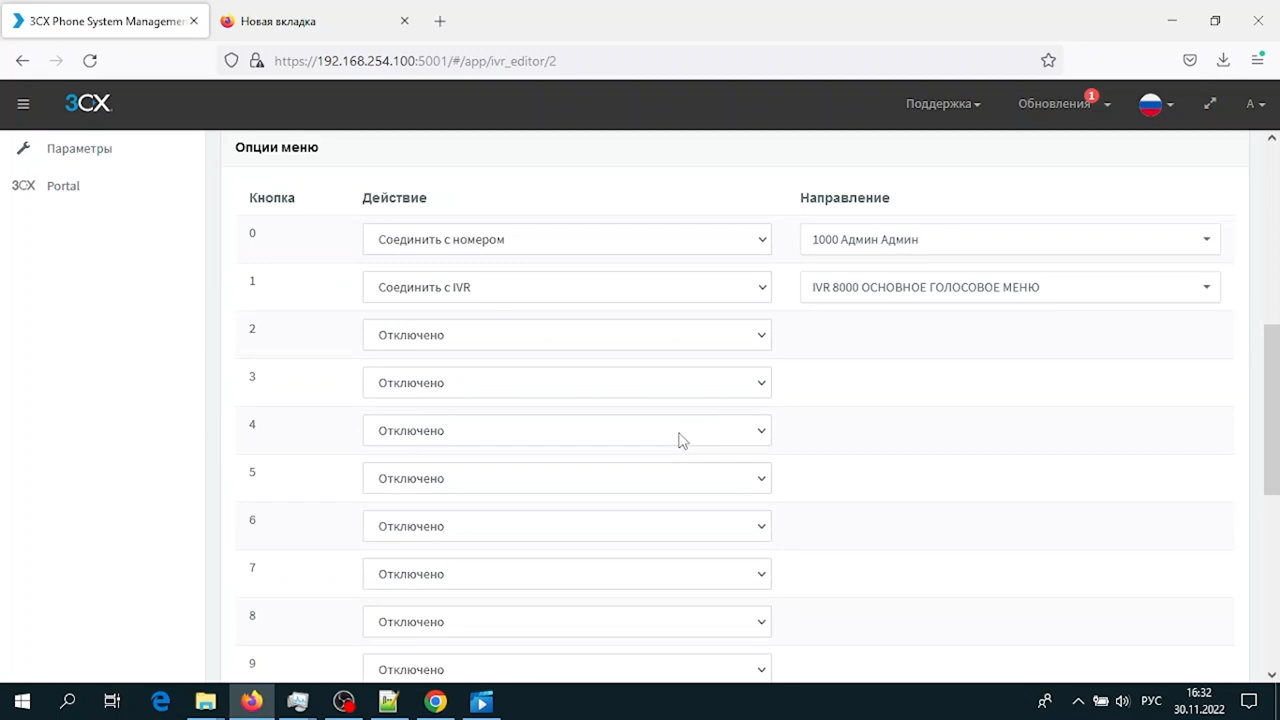 3CX Phone System Managemen
Новая вкладка
https://192.168.254.100:5001/#/app/ivr_editor/2
3CX
Поддержка
Обновления
1
A
Параметры
3CX Portal
Опции меню
Кнопка Действие Направление
0 Соединить с номером 1000 Админ Админ
1 Соединить с IVR IVR 8000 ОСНОВНОЕ ГОЛОСОВОЕ МЕНЮ
2 Отключено
3 Отключено
4 Отключено
5 Отключено
6 Отключено
7 Отключено
8 Отключено
9 Отключено
РУС
16:32
30.11.2022